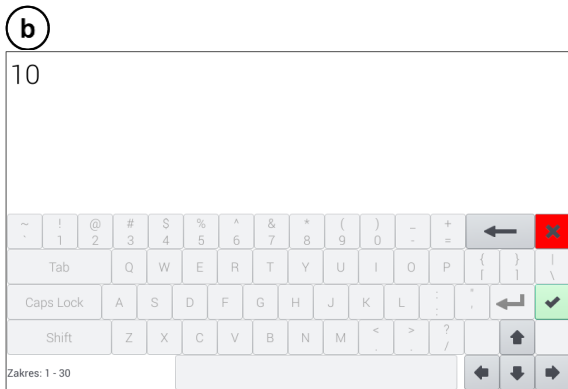 b
10
~ ! @ # $ % ^ & * ( ) _ +
` 1 2 3 4 5 6 7 8 9 0 - =
Tab Q W E R T Y U I O P { } |
[ ] \
Caps Lock A S D F G H J K L : "
; '
Shift Z X C V B N M < > ?
, . /
Zakres: 1 - 30